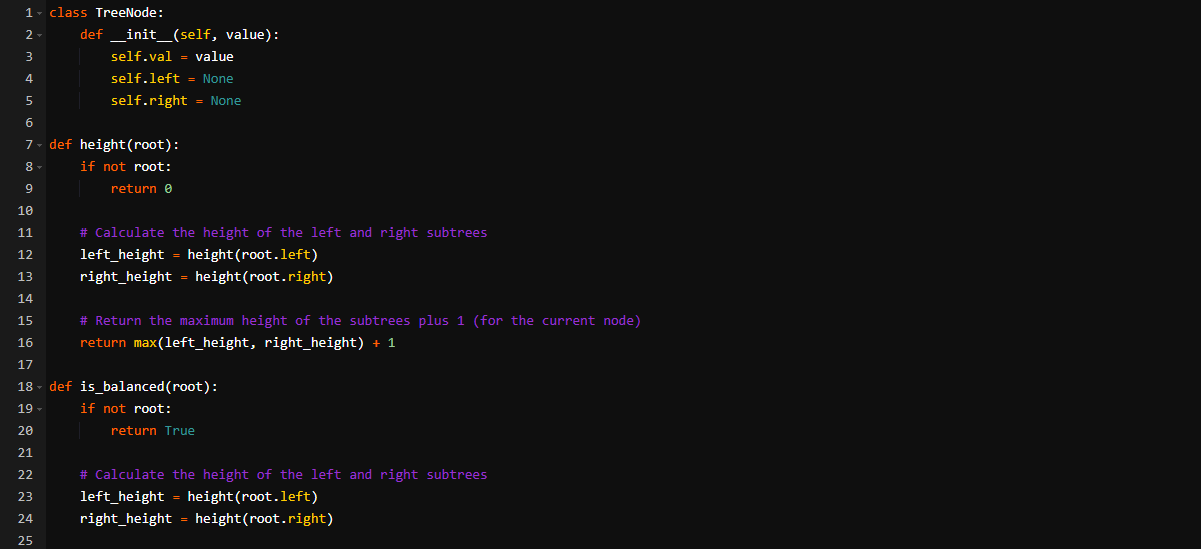 1 class TreeNode:
2     def __init__(self, value):
3         self.val = value
4         self.left = None
5         self.right = None
6
7 def height(root):
8     if not root:
9         return 0
10
11     # Calculate the height of the left and right subtrees
12     left_height = height(root.left)
13     right_height = height(root.right)
14
15     # Return the maximum height of the subtrees plus 1 (for the current node)
16     return max(left_height, right_height) + 1
17
18 def is_balanced(root):
19     if not root:
20         return True
21
22     # Calculate the height of the left and right subtrees
23     left_height = height(root.left)
24     right_height = height(root.right)
25